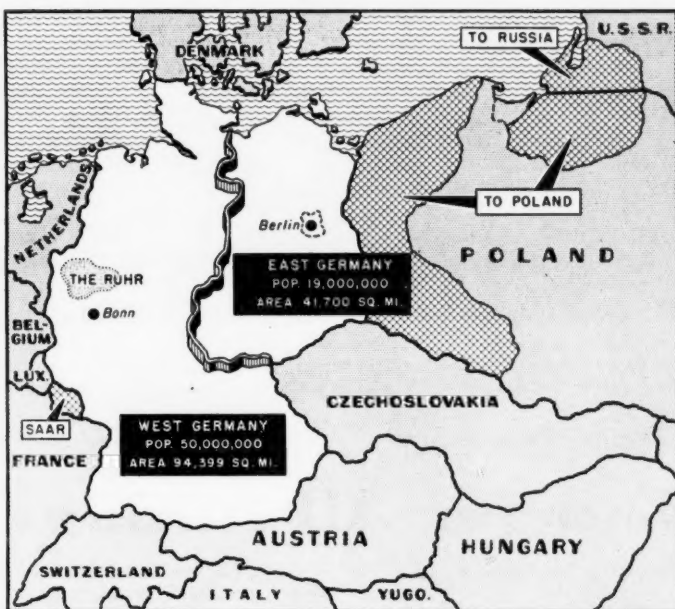 DENMARK
TO RUSSIA
U.S.S.R.
NETHERLANDS
TO POLAND
Berlin
POLAND
EAST GERMANY
POP. 19,000,000
AREA 41,700 SQ. MI.
THE RUHR
Bonn
BEL-
GIUM
LUX.
SAAR
CZECHOSLOVAKIA
WEST GERMANY
POP. 50,000,000
AREA 94,399 SQ. MI.
FRANCE
AUSTRIA
HUNGARY
SWITZERLAND
ITALY
YUGO.